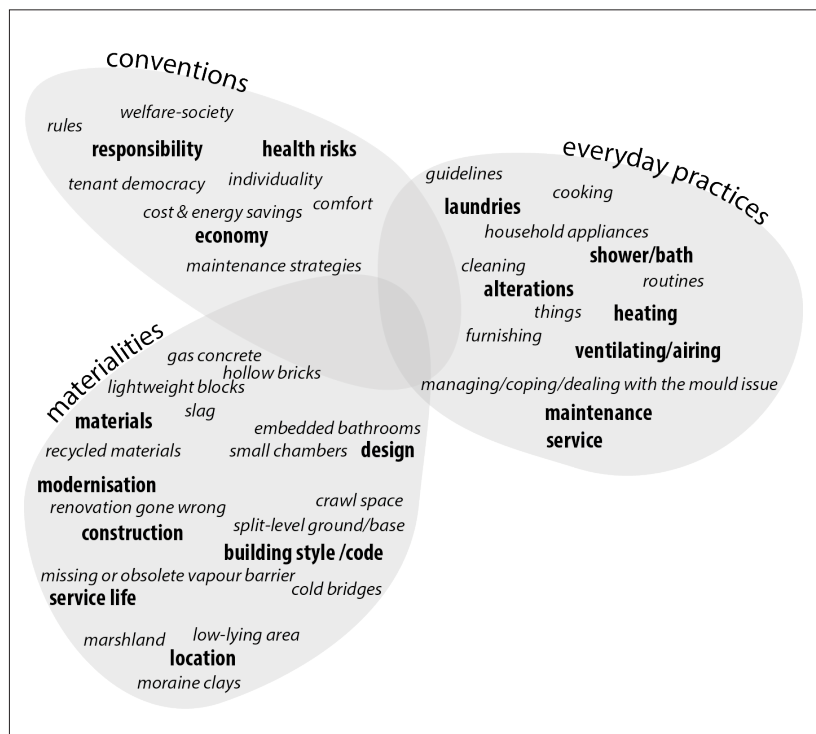 conventions
welfare-society
rules
responsibility
health risks
tenant democracy
individuality
cost & energy savings
comfort
economy
maintenance strategies
everyday practices
guidelines
cooking
laundries
household appliances
shower/bath
cleaning
routines
alterations
things
heating
furnishing
ventilating/airing
managing/coping/dealing with the mould issue
maintenance
service
materialities
gas concrete
hollow bricks
lightweight blocks
slag
materials
embedded bathrooms
recycled materials
small chambers
design
modernisation
renovation gone wrong
crawl space
construction
split-level ground/base
building style /code
missing or obsolete vapour barrier
cold bridges
service life
marshland
low-lying area
location
moraine clays